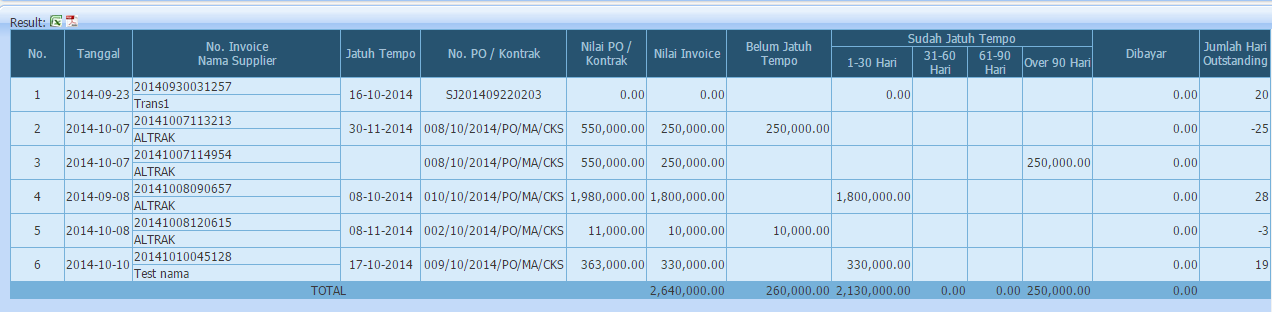 Result:
No. Tanggal No. Invoice Nama Supplier Jatuh Tempo No. PO / Kontrak Nilai PO / Kontrak Nilai Invoice Belum Jatuh Tempo Sudah Jatuh Tempo Dibayar Jumlah Hari Outstanding
1-30 Hari 31-60 Hari 61-90 Hari Over 90 Hari
1 2014-09-23 20140930031257 16-10-2014 SJ201409220203 0.00 0.00 0.00 0.00 20
Trans1
2 2014-10-07 20141007113213 30-11-2014 008/10/2014/PO/MA/CKS 550,000.00 250,000.00 250,000.00 0.00 -25
ALTRAK
3 2014-10-07 20141007114954 008/10/2014/PO/MA/CKS 550,000.00 250,000.00 250,000.00 0.00
ALTRAK
4 2014-09-08 20141008090657 08-10-2014 010/10/2014/PO/MA/CKS 1,980,000.00 1,800,000.00 1,800,000.00 0.00 28
ALTRAK
5 2014-10-08 20141008120615 08-11-2014 002/10/2014/PO/MA/CKS 11,000.00 10,000.00 10,000.00 0.00 -3
ALTRAK
6 2014-10-10 20141010045128 17-10-2014 009/10/2014/PO/MA/CKS 363,000.00 330,000.00 330,000.00 0.00 19
Test nama
TOTAL 2,640,000.00 260,000.00 2,130,000.00 0.00 0.00 250,000.00 0.00